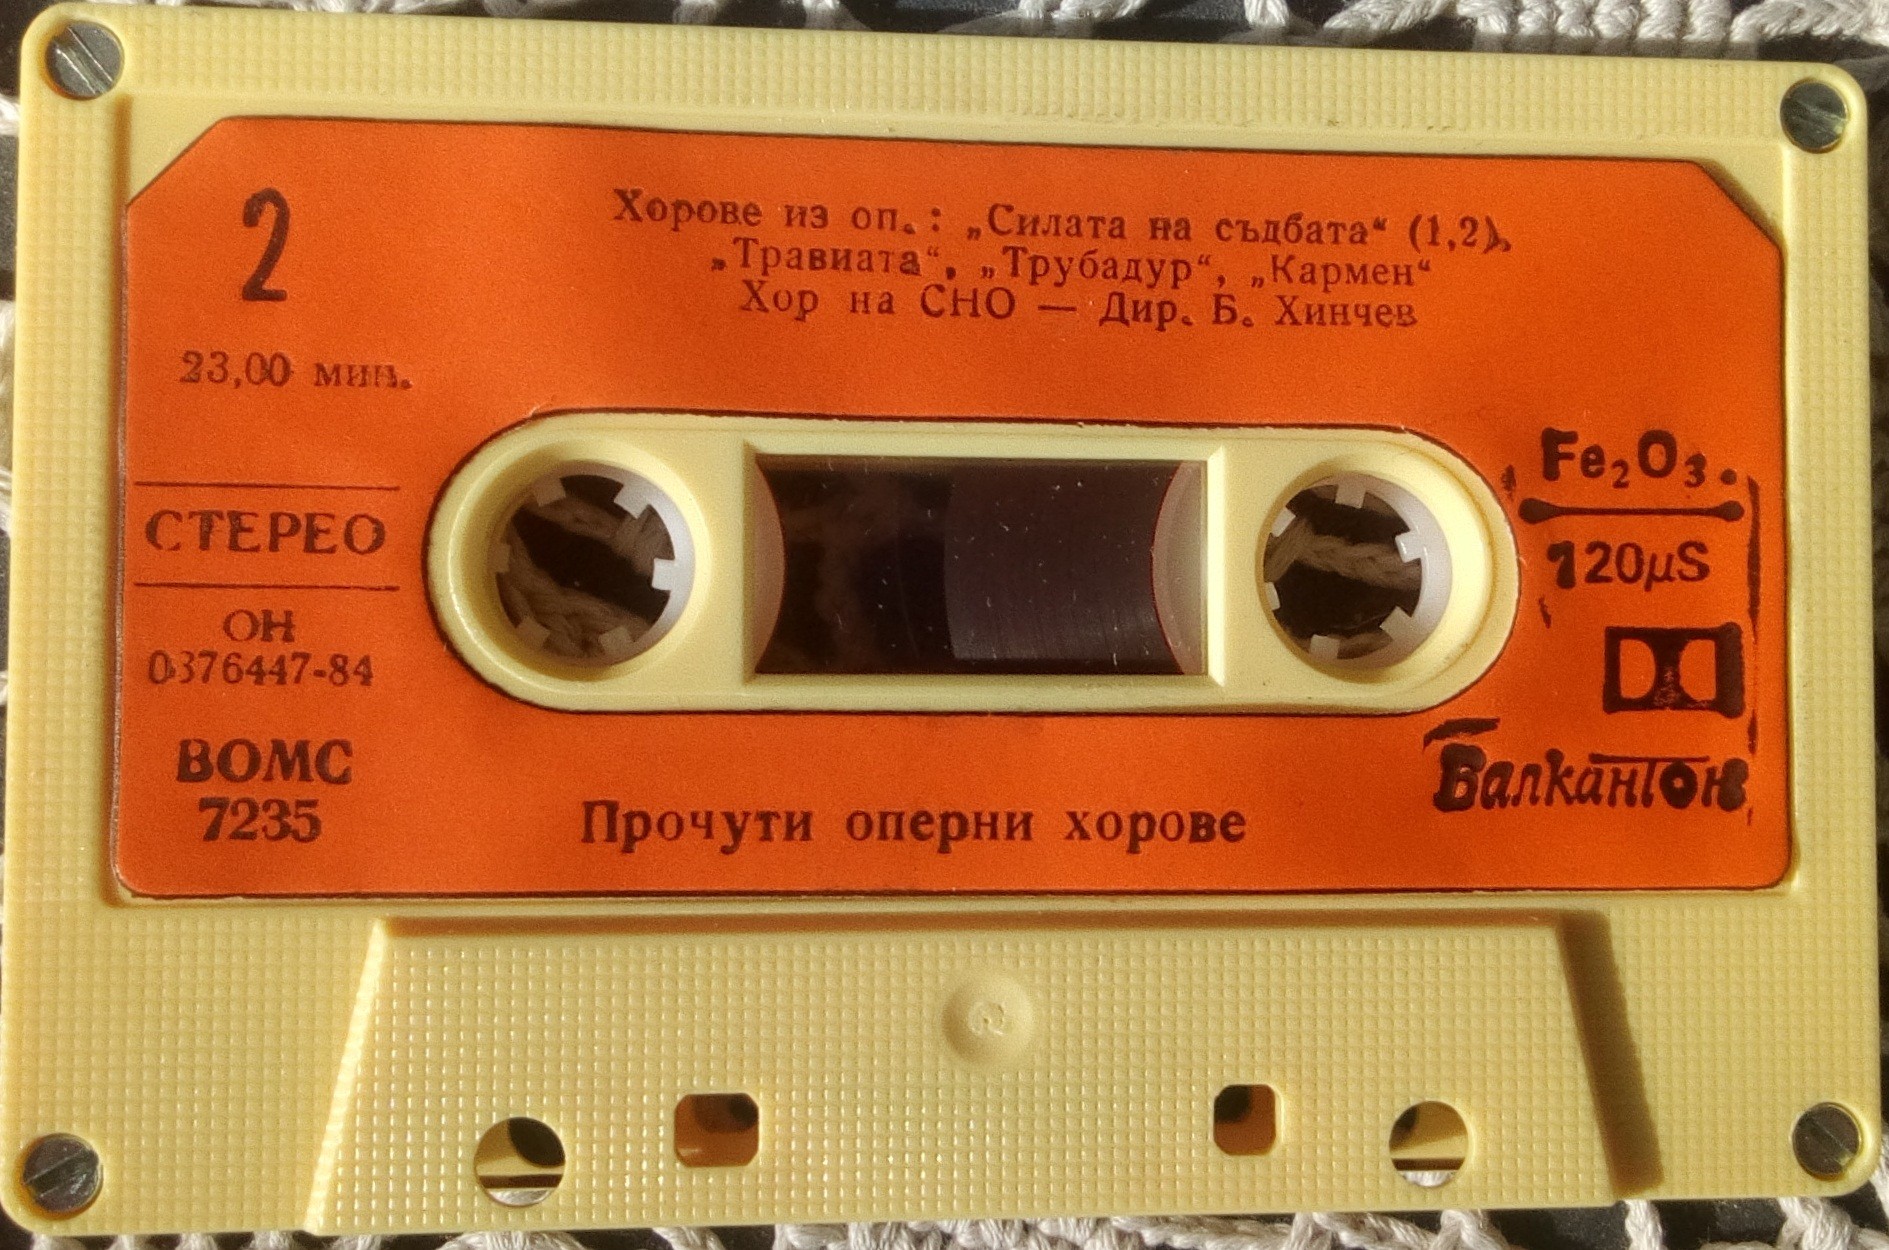 2
Хорове из оп.: „Силата на съдбата“ (1,2),
„Травиата“, „Трубадур“, „Кармен“
Хор на СНО — Дир. Б. Хинчев
23,00 мин.
СТЕРЕО
ОН
0376447-84
ВОМС
7235
Fe₂O₃.
120μS
Балкантон
Прочути оперни хорове
2